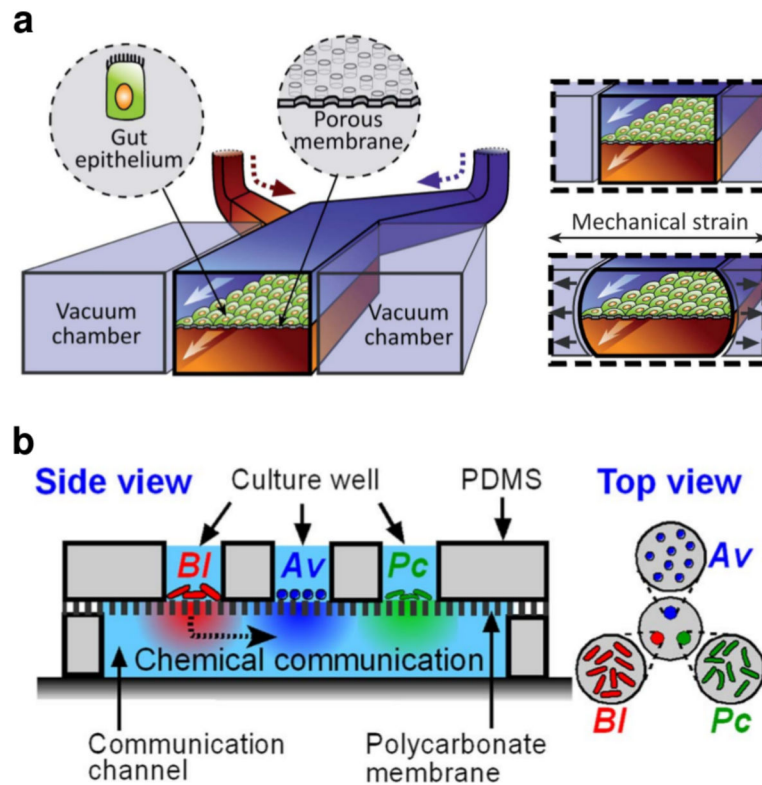 a
Gut
epithelium
Porous
membrane
Vacuum
chamber
Vacuum
chamber
Mechanical strain
b
Side view
Culture well
PDMS
Top view
Bl
Av
Pc
Av
Chemical communication
Bl
Pc
Communication
channel
Polycarbonate
membrane